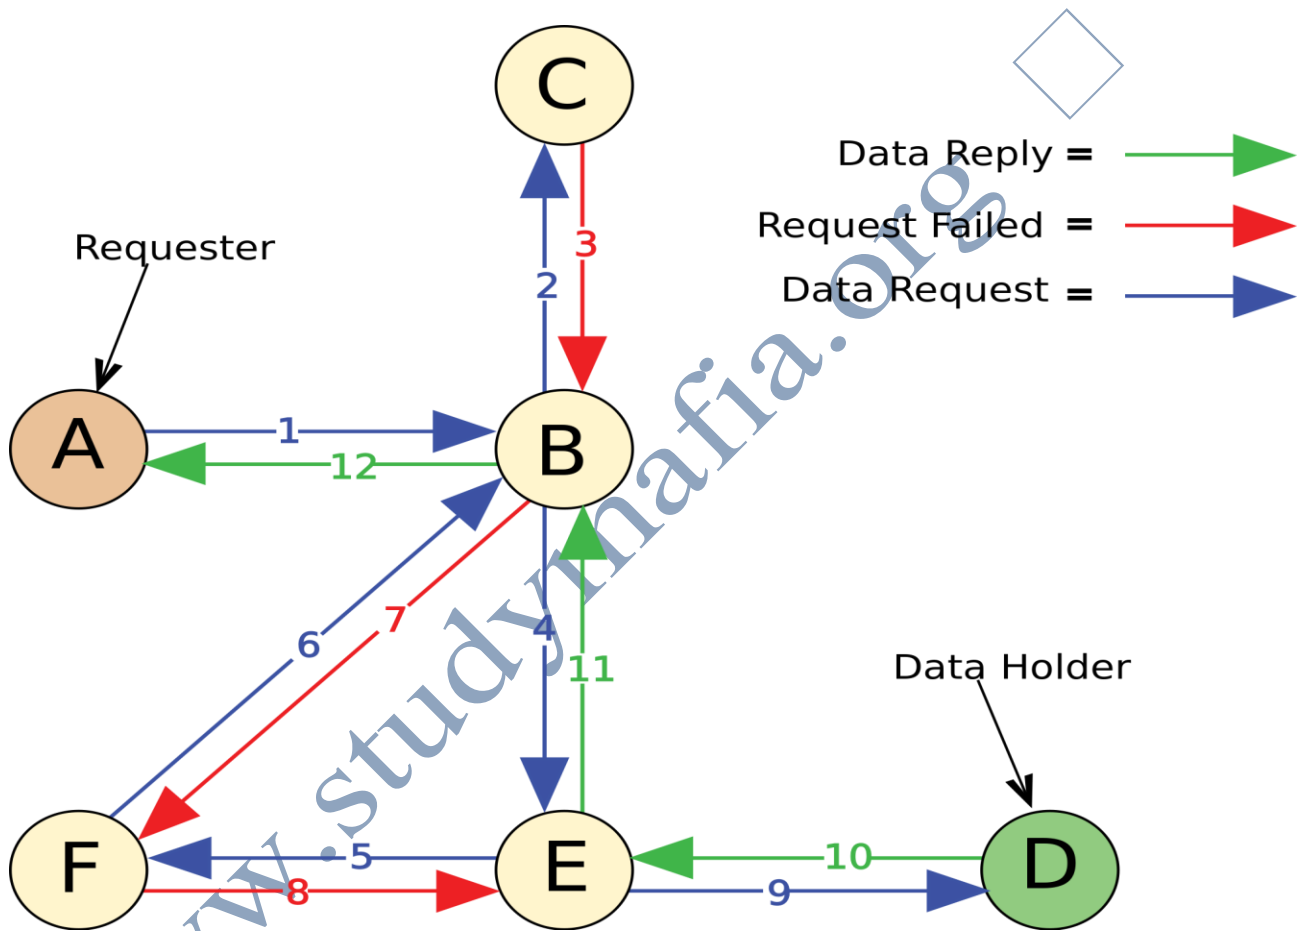 C
Data Reply =
Request Failed =
Data Request =
Requester
3
2
A
1
12
B
6
7
4
11
Data Holder
F
5
8
E
10
9
D
w.studymafia.org